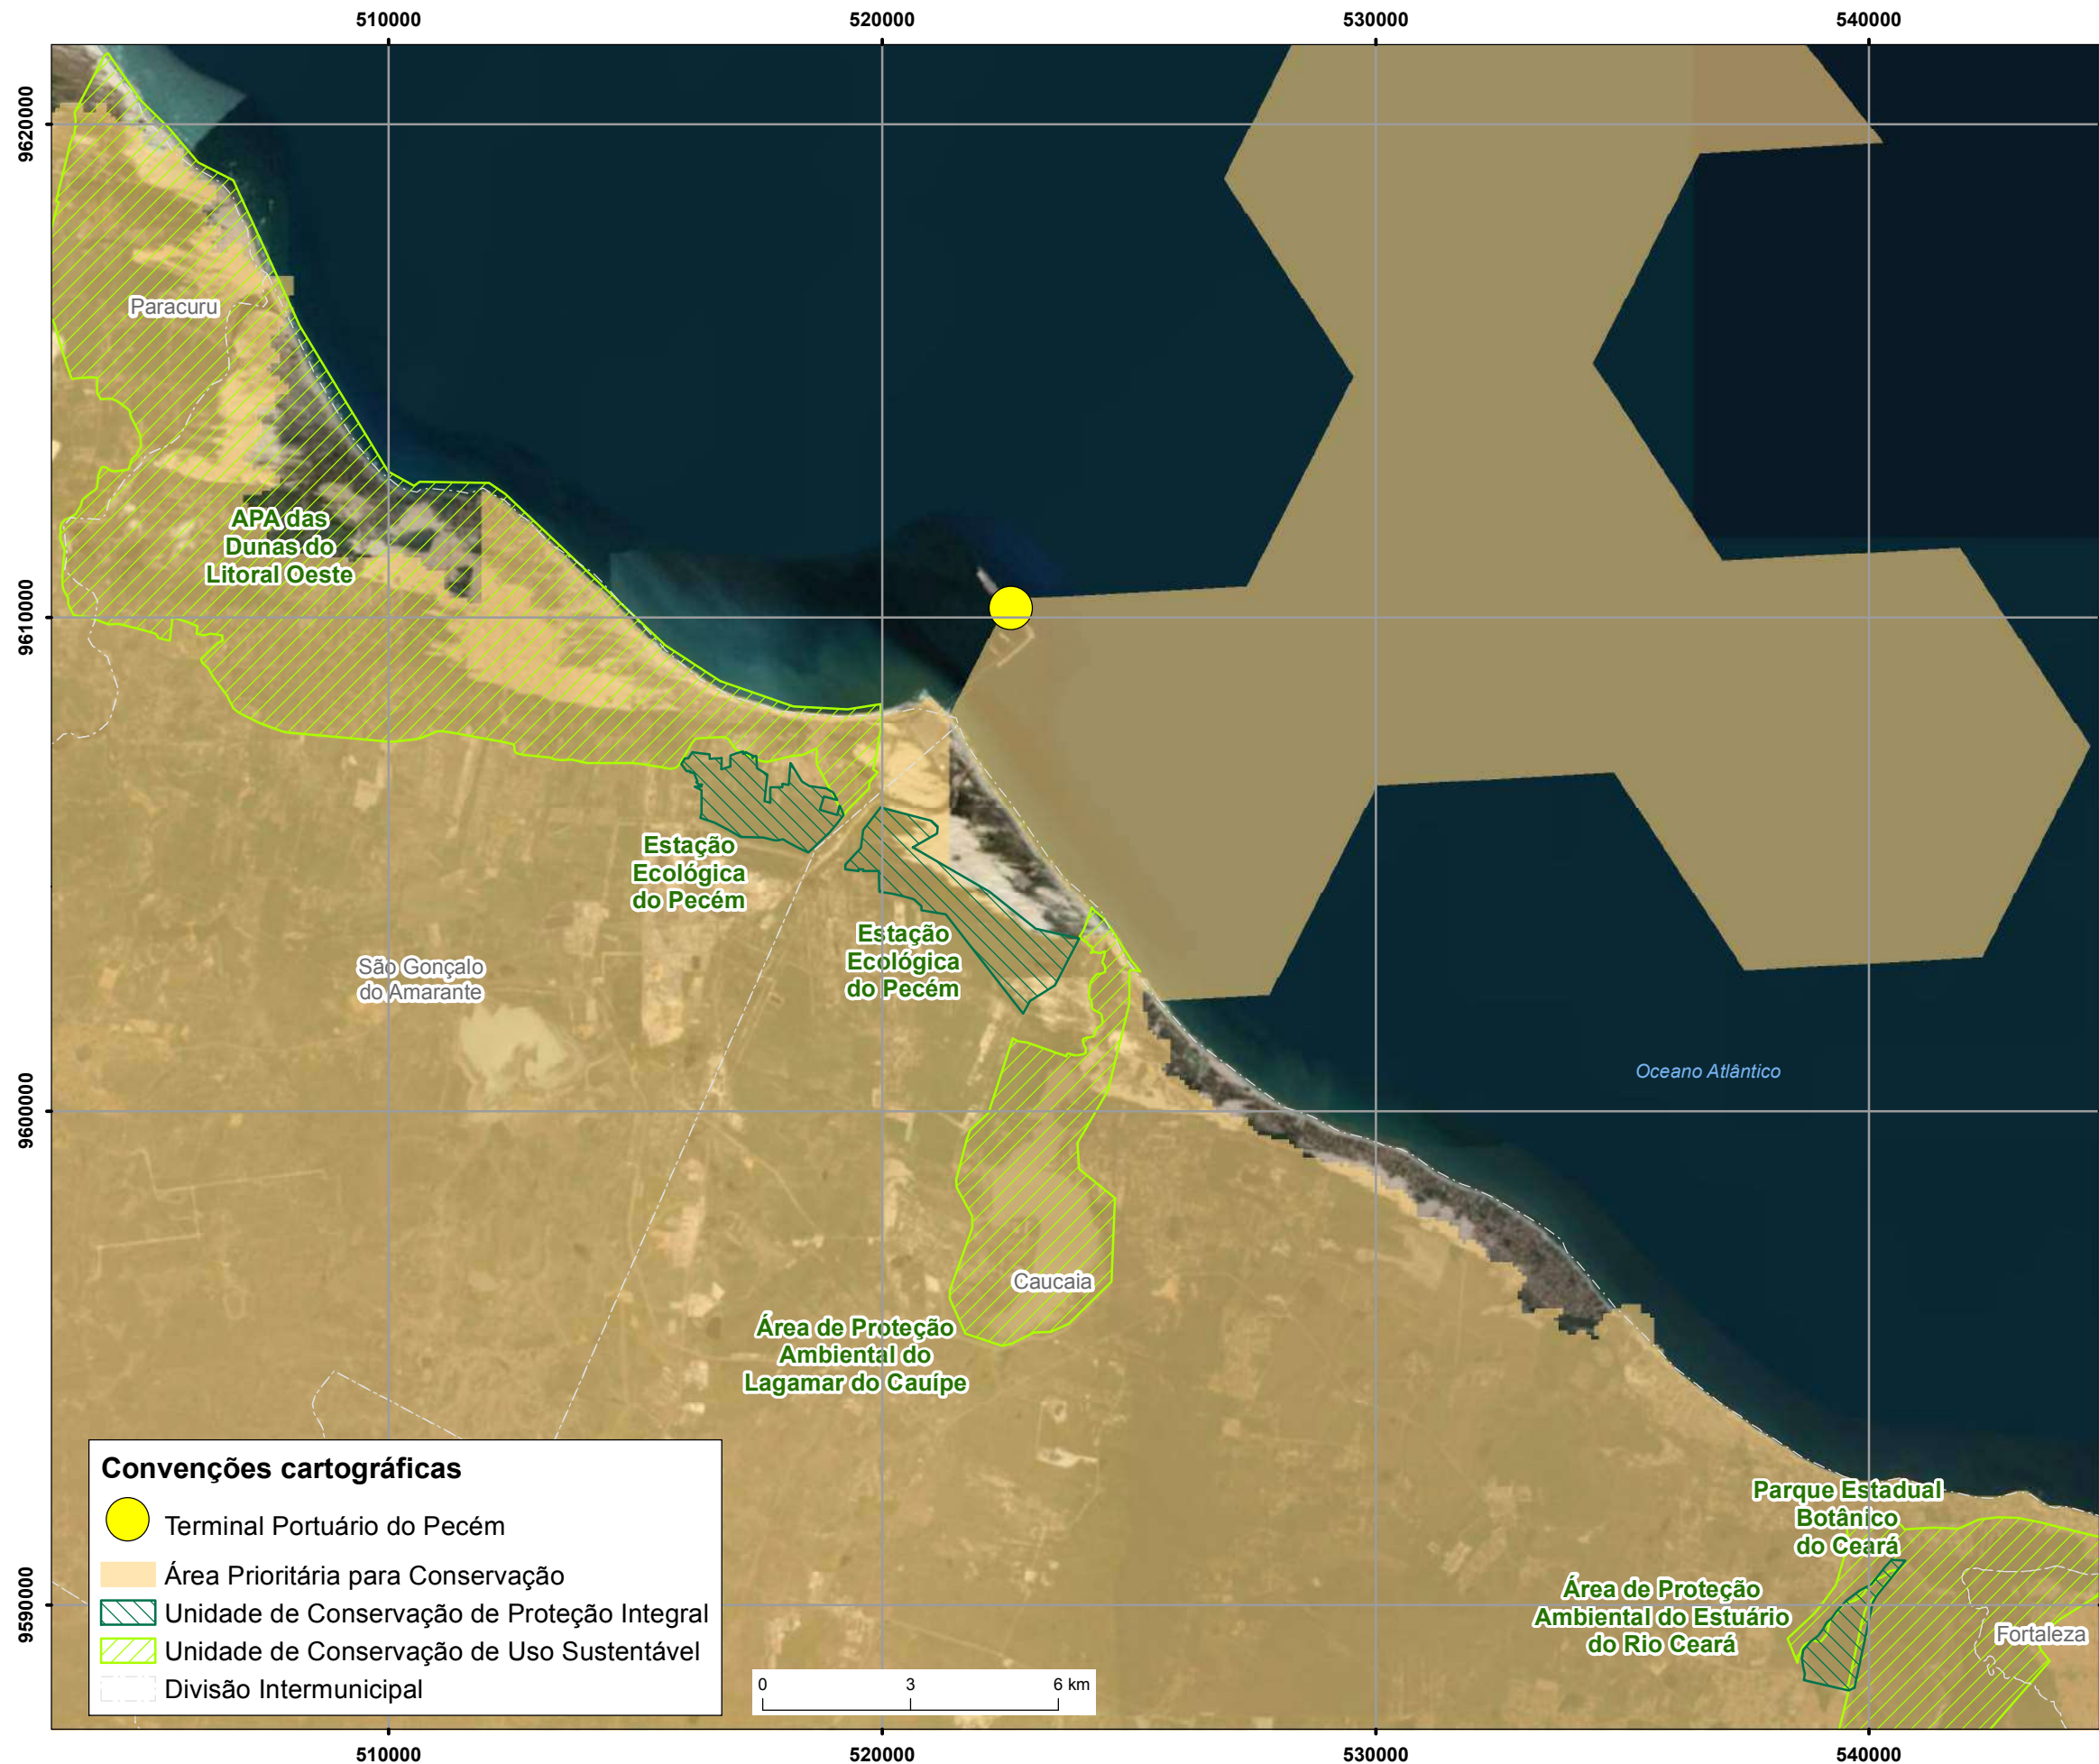 510000
520000
530000
540000
9620000
9610000
9600000
9590000
Paracuru
APA das
Dunas do
Litoral Oeste
Estação
Ecológica
do Pecém
Estação
Ecológica
do Pecém
São Gonçalo
do Amarante
Oceano Atlântico
Caucaia
Área de Proteção
Ambiental do
Lagamar do Cauípe
Parque Estadual
Botânico
do Ceará
Área de Proteção
Ambiental do Estuário
do Rio Ceará
Fortaleza
Convenções cartográficas
Terminal Portuário do Pecém
Área Prioritária para Conservação
Unidade de Conservação de Proteção Integral
Unidade de Conservação de Uso Sustentável
Divisão Intermunicipal
0 3 6 km
510000
520000
530000
540000